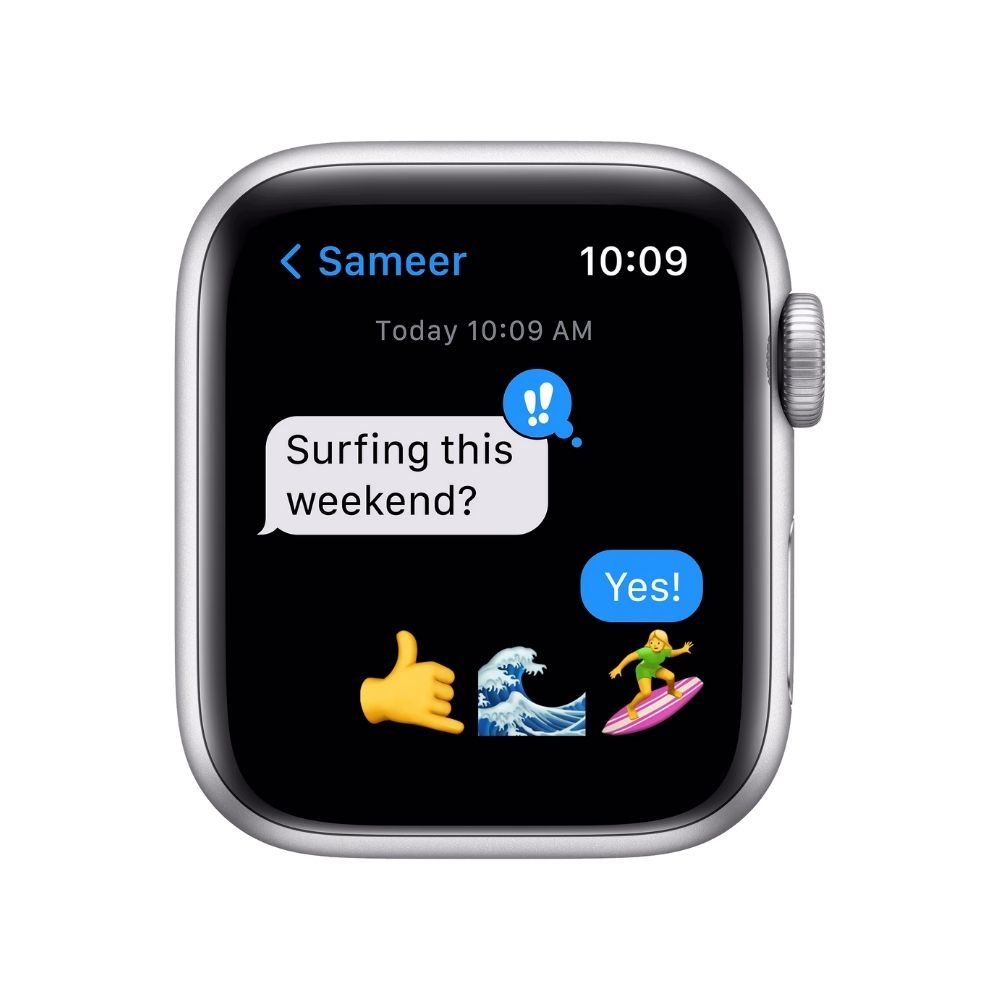 < Sameer 10:09
Today 10:09 AM
‼
Surfing this
weekend?
Yes!
🤙🌊🏄‍♀️